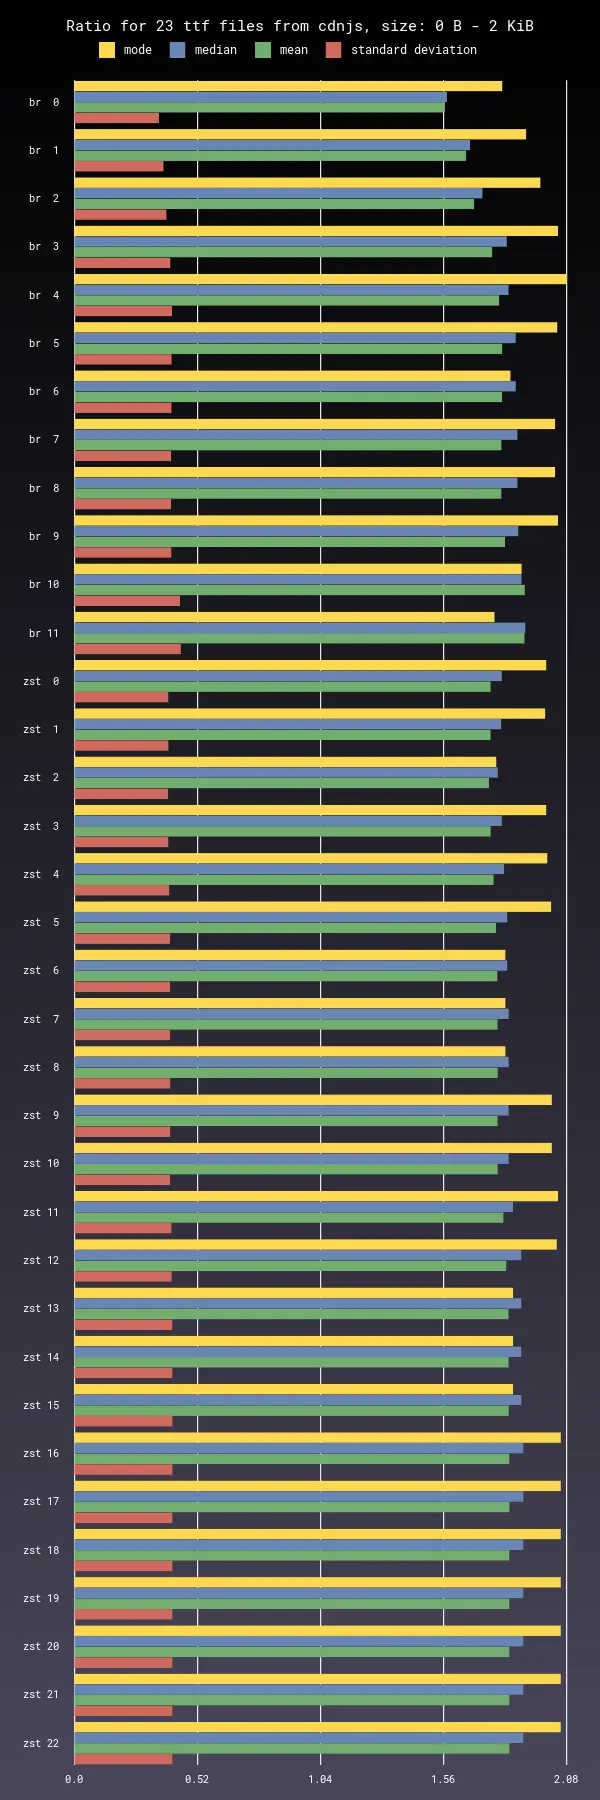 Ratio for 23 ttf files from cdnjs, size: 0 B - 2 KiB
mode median mean standard deviation
br 0
br 1
br 2
br 3
br 4
br 5
br 6
br 7
br 8
br 9
br 10
br 11
zst 0
zst 1
zst 2
zst 3
zst 4
zst 5
zst 6
zst 7
zst 8
zst 9
zst 10
zst 11
zst 12
zst 13
zst 14
zst 15
zst 16
zst 17
zst 18
zst 19
zst 20
zst 21
zst 22
0.0 0.52 1.04 1.56 2.08